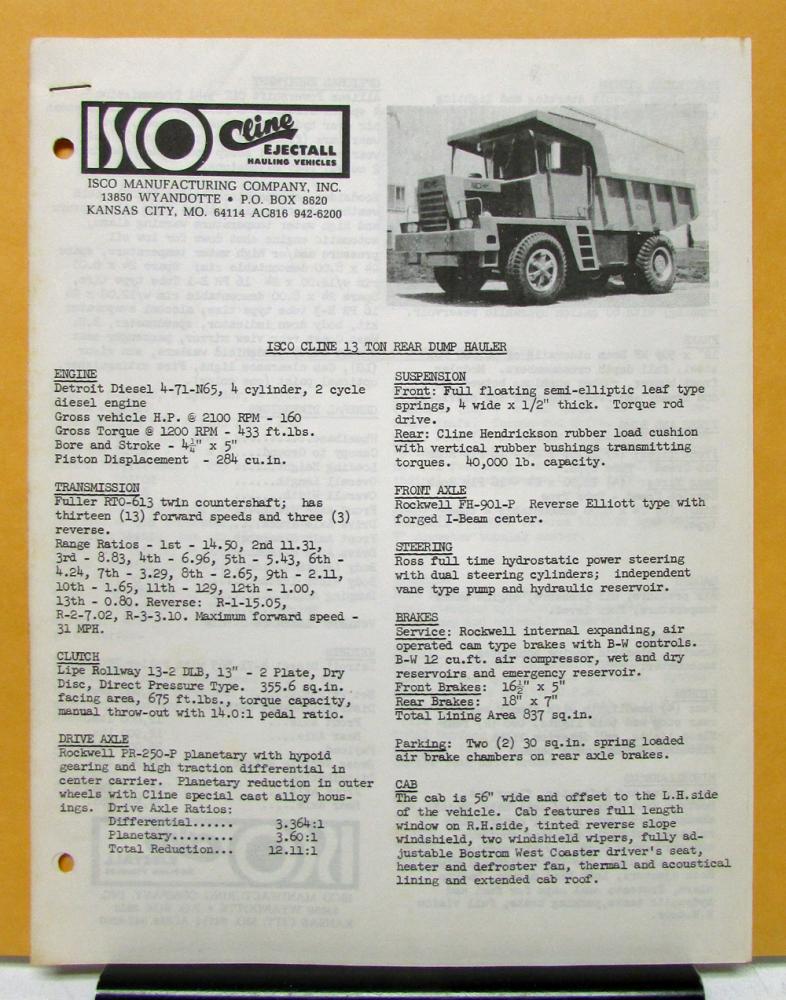 ISCO Cline
EJECTALL
HAULING VEHICLES
ISCO MANUFACTURING COMPANY, INC.
13850 WYANDOTTE • P.O. BOX 8620
KANSAS CITY, MO. 64114 AC816 942-6200
ISCO CLINE 13 TON REAR DUMP HAULER
ENGINE
Detroit Diesel 4-71-N65, 4 cylinder, 2 cycle
diesel engine
Gross vehicle H.P. @ 2100 RPM - 160
Gross Torque @ 1200 RPM - 433 ft.lbs.
Bore and Stroke - 4¼" x 5"
Piston Displacement - 284 cu.in.
TRANSMISSION
Fuller RTO-613 twin countershaft; has
thirteen (13) forward speeds and three (3)
reverse.
Range Ratios - 1st - 14.50, 2nd 11.31,
3rd - 8.83, 4th - 6.96, 5th - 5.43, 6th -
4.24, 7th - 3.29, 8th - 2.65, 9th - 2.11,
10th - 1.65, 11th - 129, 12th - 1.00,
13th - 0.80. Reverse: R-1-15.05,
R-2-7.02, R-3-3.10. Maximum forward speed -
31 MPH.
CLUTCH
Lipe Rollway 13-2 DLB, 13" - 2 Plate, Dry
Disc, Direct Pressure Type. 355.6 sq.in.
facing area, 675 ft.lbs., torque capacity,
manual throw-out with 14.0:1 pedal ratio.
DRIVE AXLE
Rockwell PR-250-P planetary with hypoid
gearing and high traction differential in
center carrier. Planetary reduction in outer
wheels with Cline special cast alloy hous-
ings. Drive Axle Ratios:
Differential...... 3.364:1
Planetary......... 3.60:1
Total Reduction... 12.11:1
SUSPENSION
Front: Full floating semi-elliptic leaf type
springs, 4 wide x 1/2" thick. Torque rod
drive.
Rear: Cline Hendrickson rubber load cushion
with vertical rubber bushings transmitting
torques. 40,000 lb. capacity.
FRONT AXLE
Rockwell FH-901-P Reverse Elliott type with
forged I-Beam center.
STEERING
Ross full time hydrostatic power steering
with dual steering cylinders; independent
vane type pump and hydraulic reservoir.
BRAKES
Service: Rockwell internal expanding, air
operated cam type brakes with B-W controls.
B-W 12 cu.ft. air compressor, wet and dry
reservoirs and emergency reservoir.
Front Brakes: 16½" x 5"
Rear Brakes: 18" x 7"
Total Lining Area 837 sq.in.
Parking: Two (2) 30 sq.in. spring loaded
air brake chambers on rear axle brakes.
CAB
The cab is 56" wide and offset to the L.H.side
of the vehicle. Cab features full length
window on R.H.side, tinted reverse slope
windshield, two windshield wipers, fully ad-
justable Bostrom West Coaster driver's seat,
heater and defroster fan, thermal and acoustical
lining and extended cab roof.